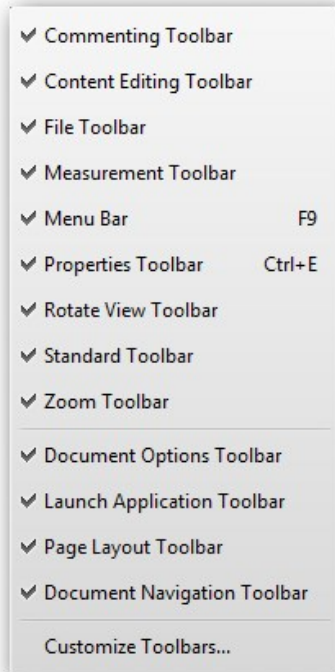 Commenting Toolbar
Content Editing Toolbar
File Toolbar
Measurement Toolbar
Menu Bar F9
Properties Toolbar Ctrl+E
Rotate View Toolbar
Standard Toolbar
Zoom Toolbar
Document Options Toolbar
Launch Application Toolbar
Page Layout Toolbar
Document Navigation Toolbar
Customize Toolbars...